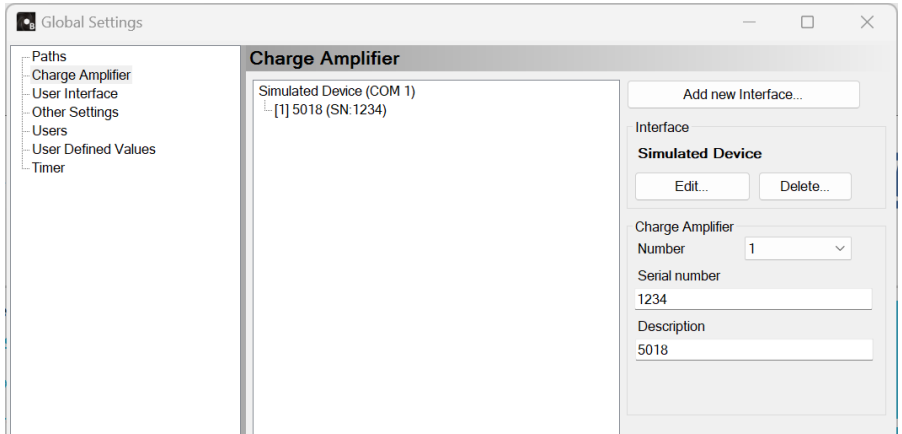 Global Settings
Paths
Charge Amplifier
User Interface
Other Settings
Users
User Defined Values
Timer
Charge Amplifier
Simulated Device (COM 1)
[1] 5018 (SN:1234)
Add new Interface...
Interface
Simulated Device
Edit...
Delete...
Charge Amplifier
Number
1
Serial number
1234
Description
5018